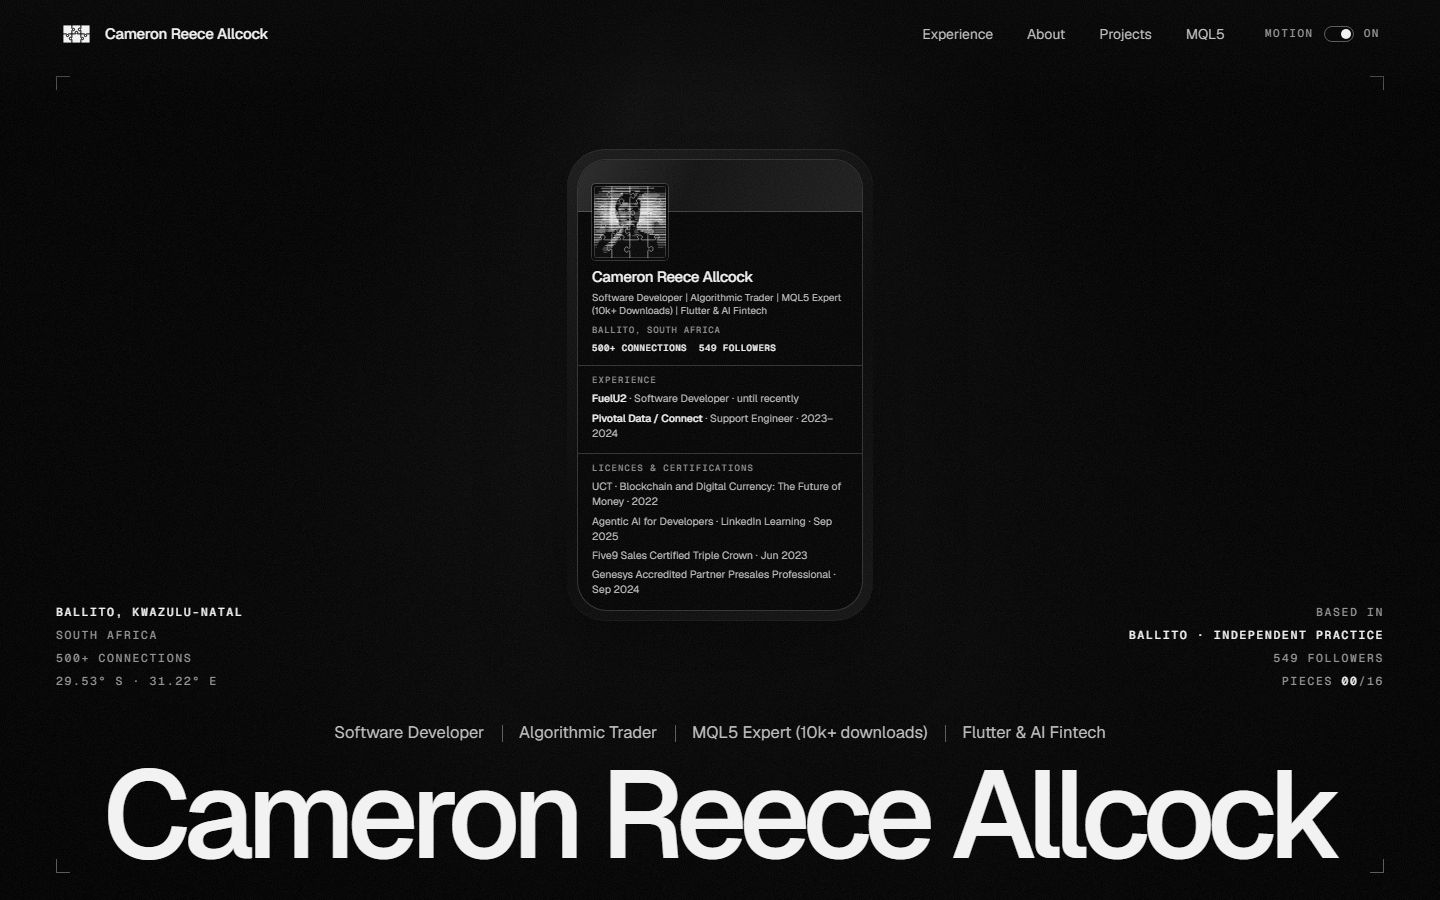 Cameron Reece Allcock
Experience
About
Projects
MQL5
MOTION
ON
Cameron Reece Allcock
Software Developer | Algorithmic Trader | MQL5 Expert
(10k+ Downloads) | Flutter & AI Fintech
BALLITO, SOUTH AFRICA
500+ CONNECTIONS 549 FOLLOWERS
EXPERIENCE
FuelU2 · Software Developer · until recently
Pivotal Data / Connect · Support Engineer · 2023–
2024
LICENCES & CERTIFICATIONS
UCT · Blockchain and Digital Currency: The Future of
Money · 2022
Agentic AI for Developers · LinkedIn Learning · Sep
2025
Five9 Sales Certified Triple Crown · Jun 2023
Genesys Accredited Partner Presales Professional ·
Sep 2024
BALLITO, KWAZULU-NATAL
SOUTH AFRICA
500+ CONNECTIONS
29.53° S · 31.22° E
BASED IN
BALLITO · INDEPENDENT PRACTICE
549 FOLLOWERS
PIECES 00/16
Software Developer
Algorithmic Trader
MQL5 Expert (10k+ downloads)
Flutter & AI Fintech
Cameron Reece Allcock